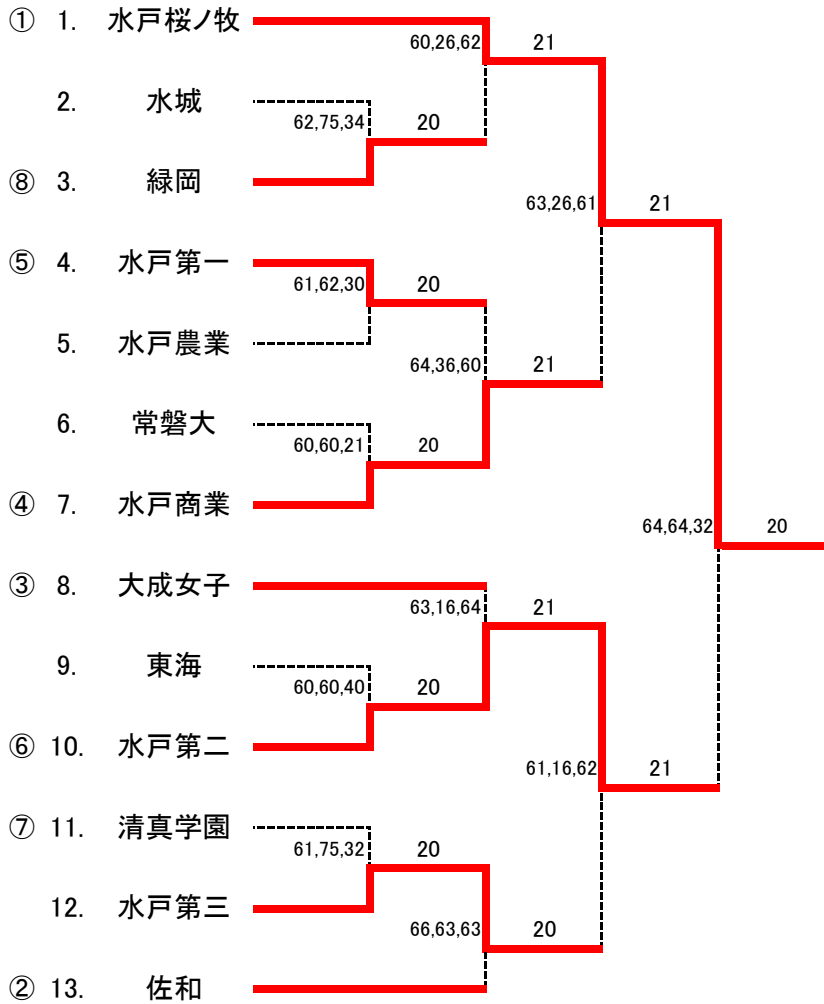 ① 1. 水戸桜ノ牧
60,26,62 21
2. 水城
62,75,34 20
⑧ 3. 緑岡
63,26,61 21
⑤ 4. 水戸第一
61,62,30 20
5. 水戸農業
64,36,60 21
6. 常磐大
60,60,21 20
④ 7. 水戸商業
64,64,32 20
③ 8. 大成女子
63,16,64 21
9. 東海
60,60,40 20
⑥ 10. 水戸第二
61,16,62 21
⑦ 11. 清真学園
61,75,32 20
12. 水戸第三
66,63,63 20
② 13. 佐和